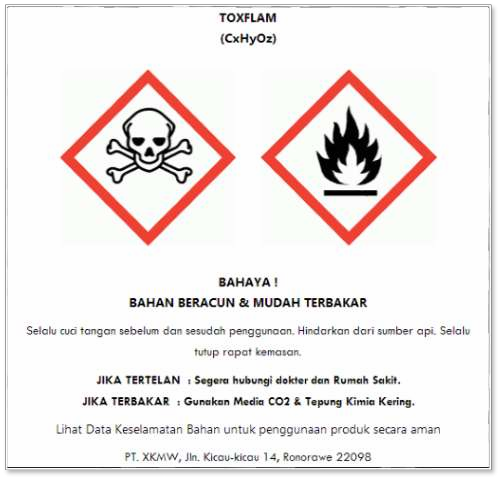 TOXFLAM
(CxHyOz)
BAHAYA !
BAHAN BERACUN & MUDAH TERBAKAR
Selalu cuci tangan sebelum dan sesudah penggunaan. Hindarkan dari sumber api. Selalu
tutup rapat kemasan.
JIKA TERTELAN : Segera hubungi dokter dan Rumah Sakit.
JIKA TERBAKAR : Gunakan Media CO2 & Tepung Kimia Kering.
Lihat Data Keselamatan Bahan untuk penggunaan produk secara aman
PT. XKMW, Jln. Kicau-kicau 14, Ronorawe 22098